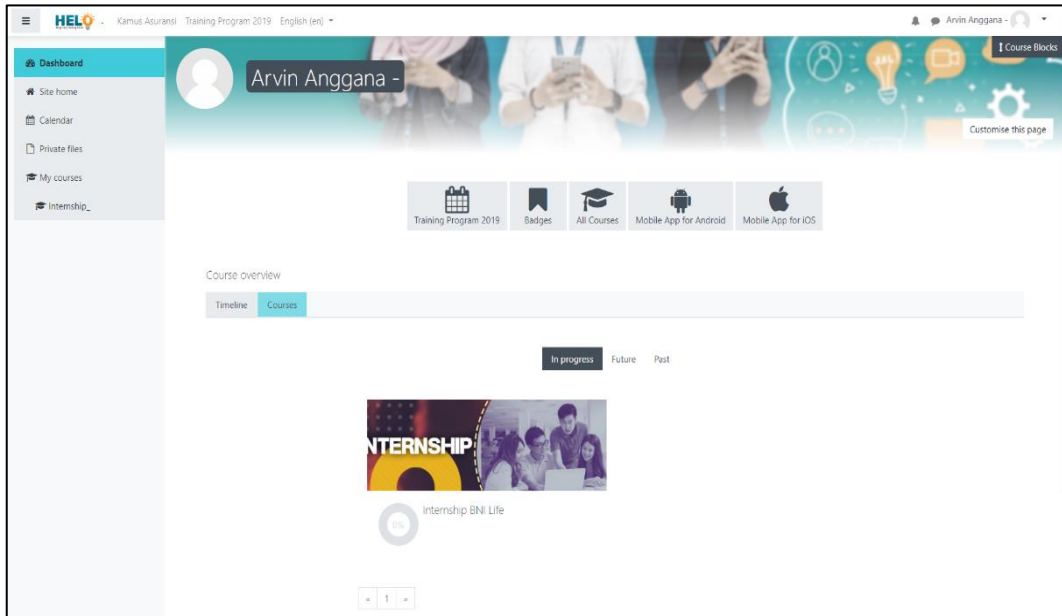 HELO
Kamus Asuransi Training Program 2019 English (en)
Arvin Anggana -
Course Blocks
Dashboard
Site home
Calendar
Private files
My courses
Internship_
Arvin Anggana -
Customise this page
Training Program 2019 Badges All Courses Mobile App for Android Mobile App for iOS
Course overview
Timeline Courses
In progress Future Past
NTERNSHIP
0%
Internship BNI Life
« 1 »